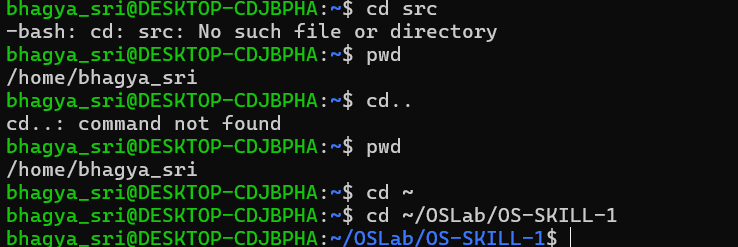 bhagya_sri@DESKTOP-CDJBPHA:~$ cd src
-bash: cd: src: No such file or directory
bhagya_sri@DESKTOP-CDJBPHA:~$ pwd
/home/bhagya_sri
bhagya_sri@DESKTOP-CDJBPHA:~$ cd..
cd..: command not found
bhagya_sri@DESKTOP-CDJBPHA:~$ pwd
/home/bhagya_sri
bhagya_sri@DESKTOP-CDJBPHA:~$ cd ~
bhagya_sri@DESKTOP-CDJBPHA:~$ cd ~/OSLab/OS-SKILL-1
bhagya_sri@DESKTOP-CDJBPHA:~/OSLab/OS-SKILL-1$